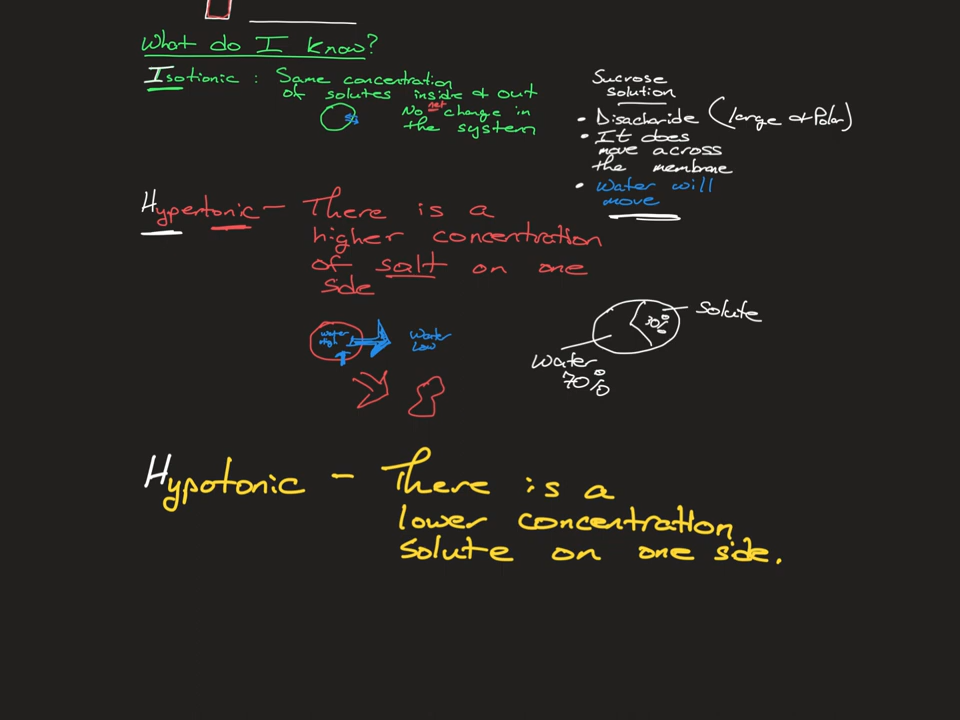 What do I know?
Isotionic : Same concentration
of solutes inside & out
No net change in
the system
Sucrose
solution
• Disacharide (large & Polar)
• It does
move across
the membrane
• Water will
move
Hypertonic - There is a
higher concentration
of salt on one
side
water
high
Water
Low
30%
Solute
Water
70%
Hypotonic - There is a
lower concentration
solute on one side.